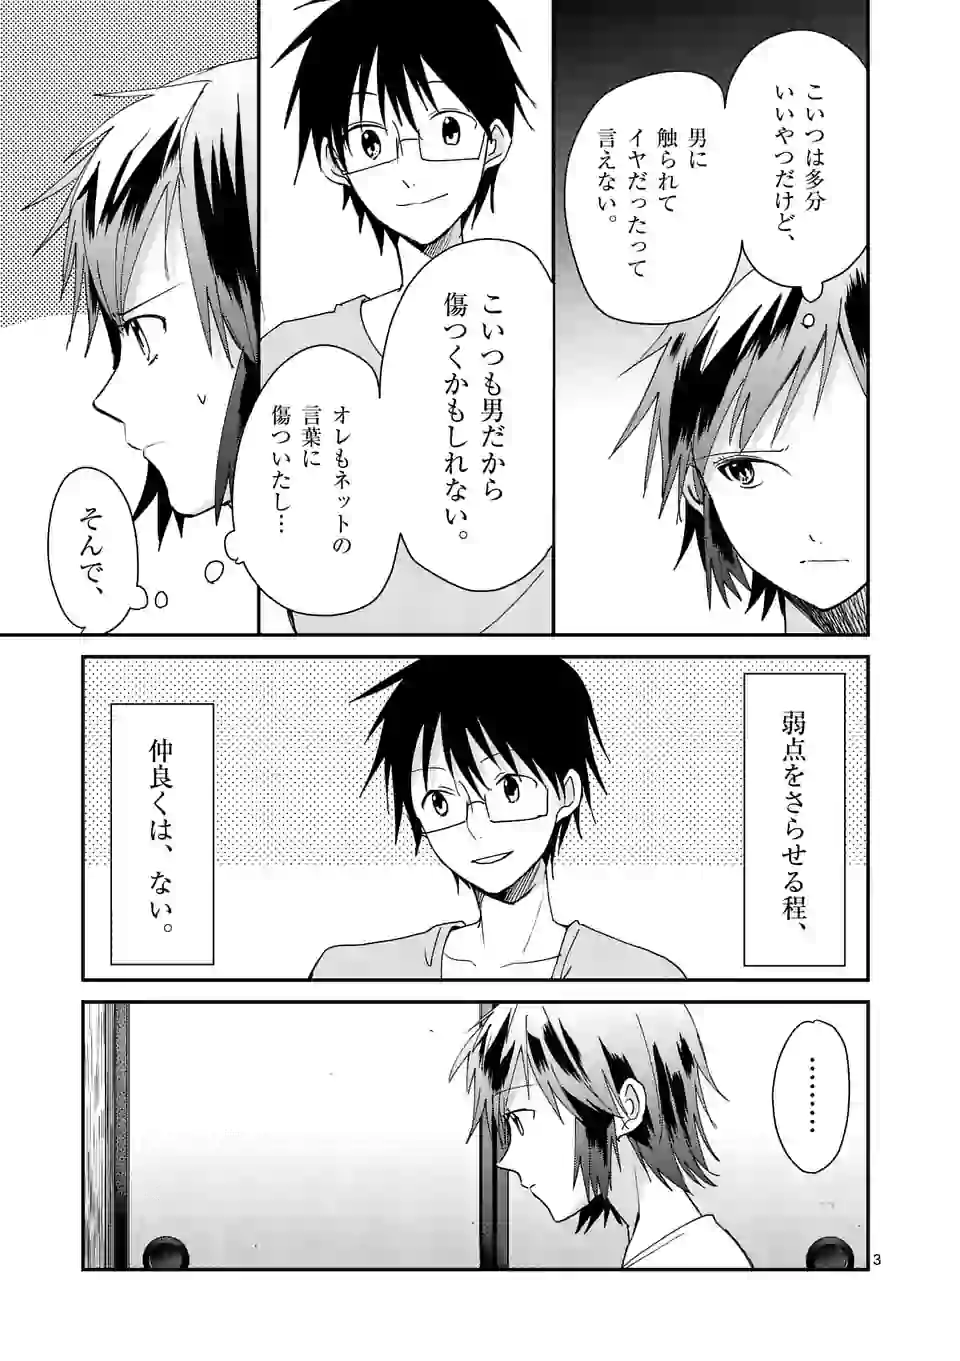 こいつは多分
いいやつだけど、
男に
触られて
イヤだったって
言えない。
こいつも男だから
傷つくかもしれない。
オレもネットの
言葉に
傷ついたし…
そんで、
弱点をさらせる程、
仲良くは、ない。
………
3